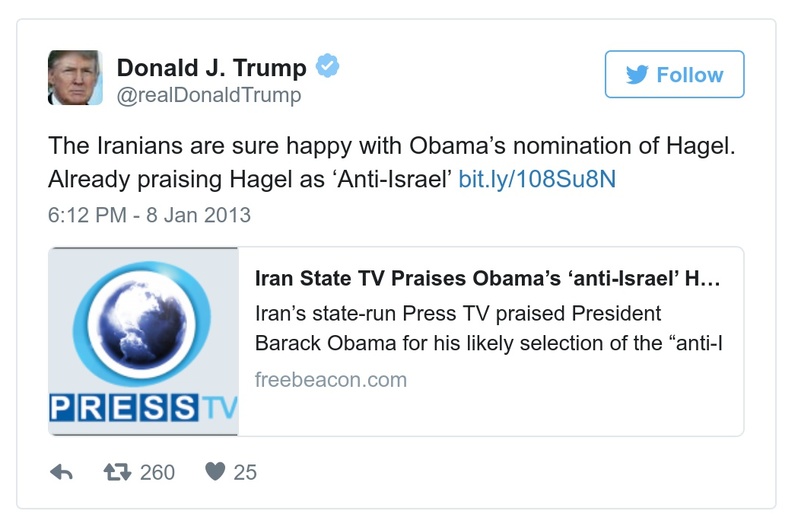 Donald J. Trump
Follow
@realDonaldTrump
The Iranians are sure happy with Obama’s nomination of Hagel.
Already praising Hagel as ‘Anti-Israel’ bit.ly/108Su8N
6:12 PM - 8 Jan 2013
Iran State TV Praises Obama’s ‘anti-Israel’ H...
Iran’s state-run Press TV praised President
Barack Obama for his likely selection of the “anti-I
freebeacon.com
PRESSTV
260
25